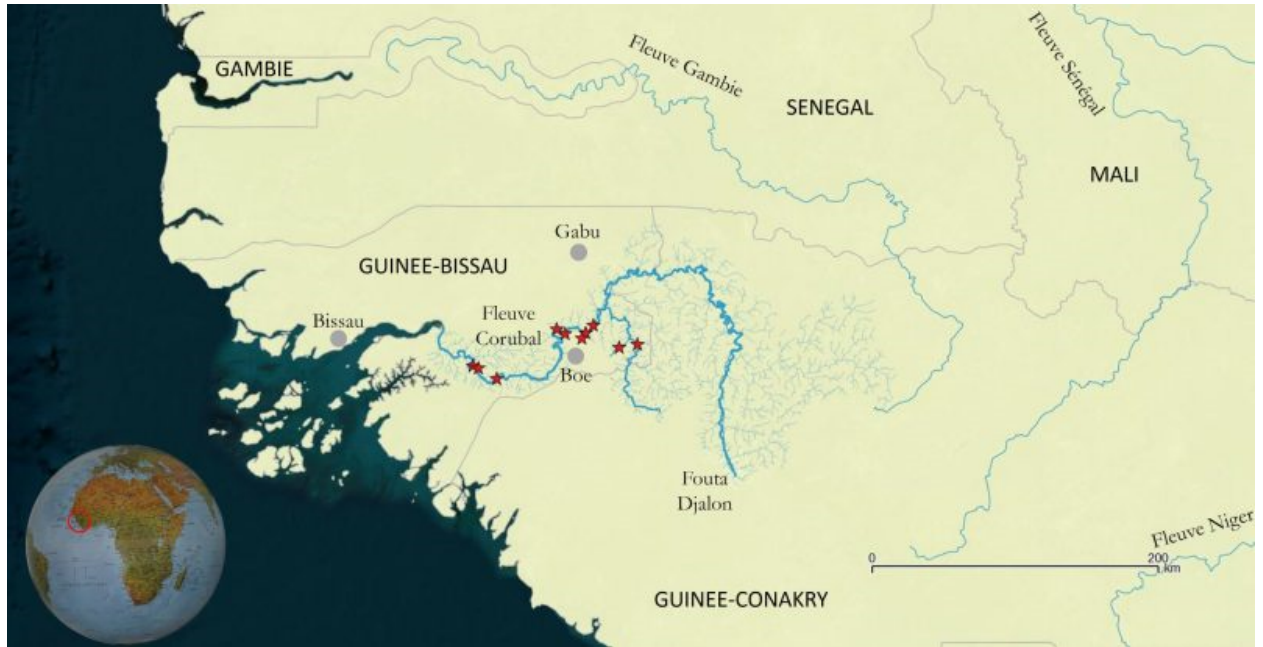 Fleuve Gambie
Fleuve Sénégal
GAMBIE
SENEGAL
MALI
Gabu
GUINEE-BISSAU
Bissau
Fleuve
Corubal
Boe
Fouta
Djalon
Fleuve Niger
0
200
km
GUINEE-CONAKRY